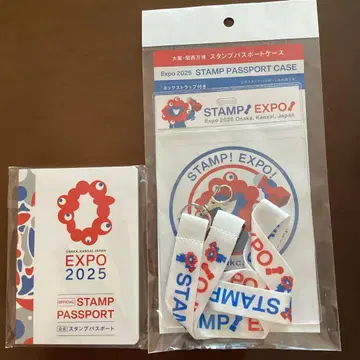 大阪・関西万博 スタンプパスポートケース
Expo 2025 STAMP PASSPORT CASE
ネックストラップ付き
STAMP! EXPO!
Expo 2025 Osaka, Kansai, Japan
STAMP! EXPO!
EXPO!
STAMP!
STAMP
OSAKA, KANSAI, JAPAN
EXPO
2025
OFFICIAL STAMP
PASSPORT
公式 スタンプパスポート